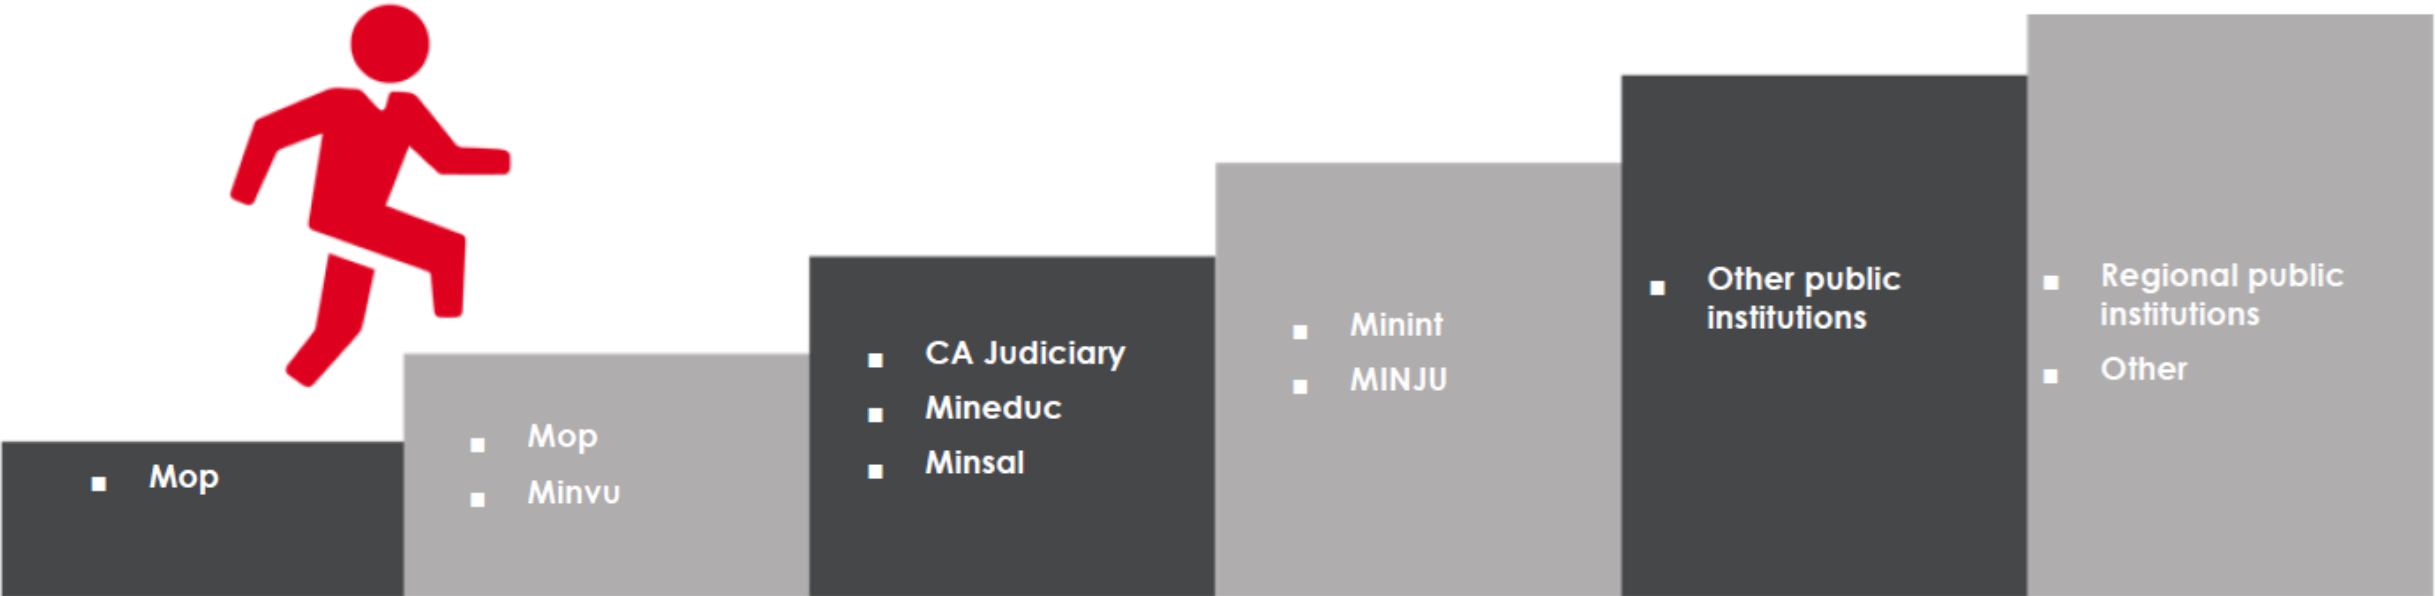 Mop
Mop
Minvu
CA Judiciary
Mineduc
Minsal
Minint
MINJU
Other public
institutions
Regional public
institutions
Other